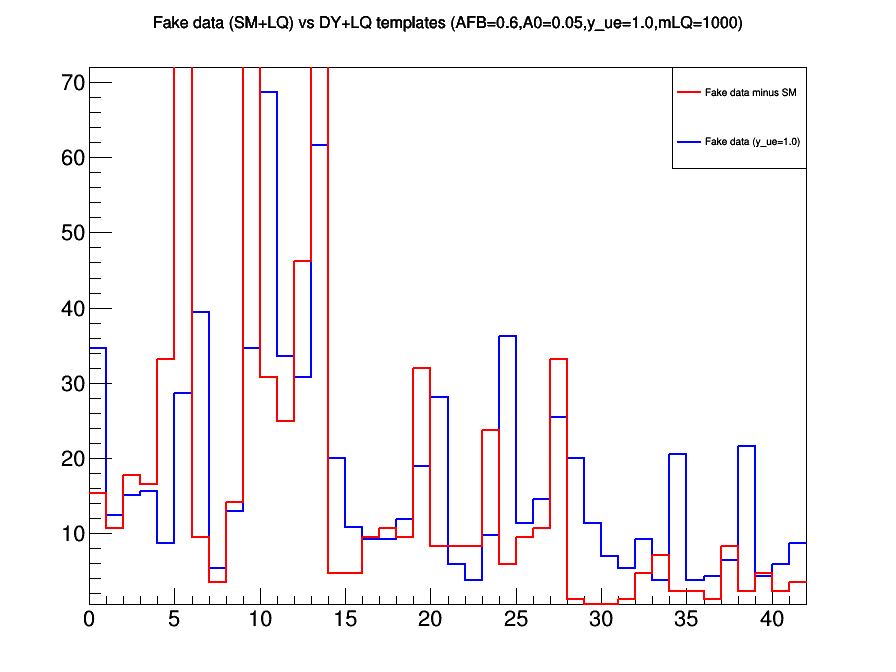 Fake data (SM+LQ) vs DY+LQ templates (AFB=0.6,A0=0.05,y_ue=1.0,mLQ=1000)
Fake data minus SM
Fake data (y_ue=1.0)
70
60
50
40
30
20
10
0 5 10 15 20 25 30 35 40